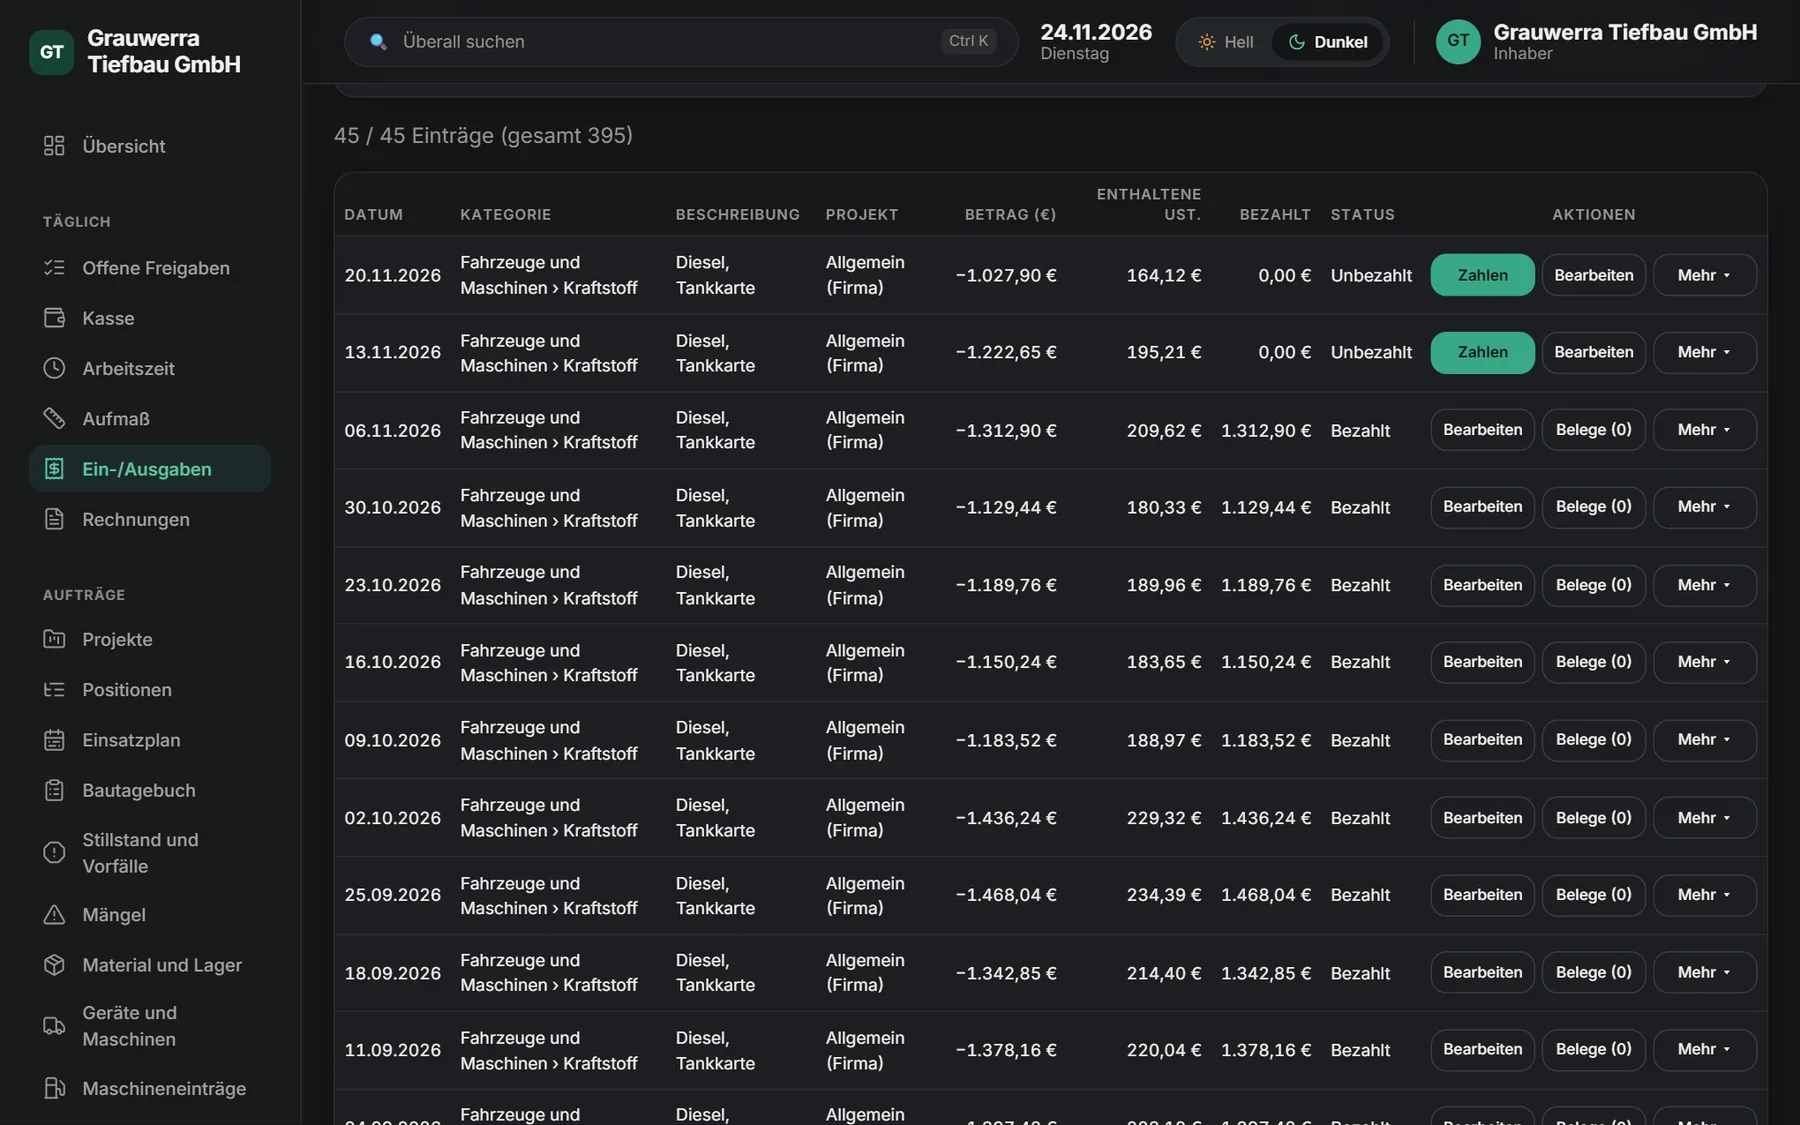 GT
Grauwerra
Tiefbau GmbH
Überall suchen
Ctrl K
24.11.2026
Dienstag
Hell
Dunkel
GT
Grauwerra Tiefbau GmbH
Inhaber
Übersicht
TÄGLICH
Offene Freigaben
Kasse
Arbeitszeit
Aufmaß
Ein-/Ausgaben
Rechnungen
AUFTRÄGE
Projekte
Positionen
Einsatzplan
Bautagebuch
Stillstand und
Vorfälle
Mängel
Material und Lager
Geräte und
Maschinen
Maschineneinträge
45 / 45 Einträge (gesamt 395)
DATUM KATEGORIE BESCHREIBUNG PROJEKT BETRAG (€) ENTHALTENE UST. BEZAHLT STATUS AKTIONEN
20.11.2026 Fahrzeuge und Maschinen › Kraftstoff Diesel, Tankkarte Allgemein (Firma) −1.027,90 € 164,12 € 0,00 € Unbezahlt Zahlen Bearbeiten Mehr
13.11.2026 Fahrzeuge und Maschinen › Kraftstoff Diesel, Tankkarte Allgemein (Firma) −1.222,65 € 195,21 € 0,00 € Unbezahlt Zahlen Bearbeiten Mehr
06.11.2026 Fahrzeuge und Maschinen › Kraftstoff Diesel, Tankkarte Allgemein (Firma) −1.312,90 € 209,62 € 1.312,90 € Bezahlt Bearbeiten Belege (0) Mehr
30.10.2026 Fahrzeuge und Maschinen › Kraftstoff Diesel, Tankkarte Allgemein (Firma) −1.129,44 € 180,33 € 1.129,44 € Bezahlt Bearbeiten Belege (0) Mehr
23.10.2026 Fahrzeuge und Maschinen › Kraftstoff Diesel, Tankkarte Allgemein (Firma) −1.189,76 € 189,96 € 1.189,76 € Bezahlt Bearbeiten Belege (0) Mehr
16.10.2026 Fahrzeuge und Maschinen › Kraftstoff Diesel, Tankkarte Allgemein (Firma) −1.150,24 € 183,65 € 1.150,24 € Bezahlt Bearbeiten Belege (0) Mehr
09.10.2026 Fahrzeuge und Maschinen › Kraftstoff Diesel, Tankkarte Allgemein (Firma) −1.183,52 € 188,97 € 1.183,52 € Bezahlt Bearbeiten Belege (0) Mehr
02.10.2026 Fahrzeuge und Maschinen › Kraftstoff Diesel, Tankkarte Allgemein (Firma) −1.436,24 € 229,32 € 1.436,24 € Bezahlt Bearbeiten Belege (0) Mehr
25.09.2026 Fahrzeuge und Maschinen › Kraftstoff Diesel, Tankkarte Allgemein (Firma) −1.468,04 € 234,39 € 1.468,04 € Bezahlt Bearbeiten Belege (0) Mehr
18.09.2026 Fahrzeuge und Maschinen › Kraftstoff Diesel, Tankkarte Allgemein (Firma) −1.342,85 € 214,40 € 1.342,85 € Bezahlt Bearbeiten Belege (0) Mehr
11.09.2026 Fahrzeuge und Maschinen › Kraftstoff Diesel, Tankkarte Allgemein (Firma) −1.378,16 € 220,04 € 1.378,16 € Bezahlt Bearbeiten Belege (0) Mehr
Fahrzeuge und Diesel, Allgemein